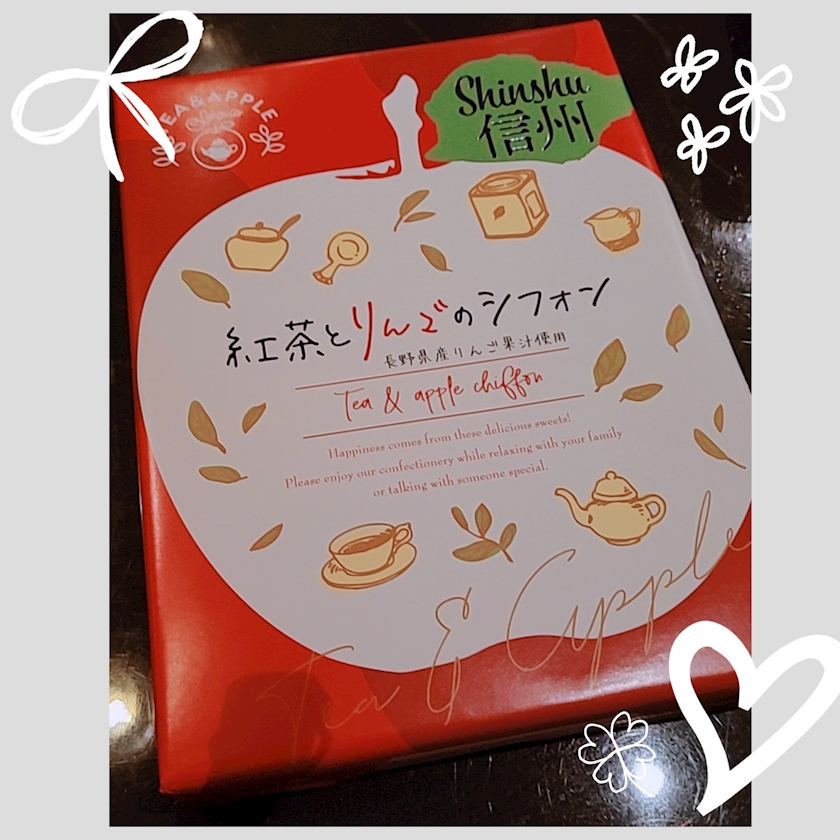 TEA & APPLE
Shinshu
信州
紅茶とりんごのシフォン
長野県産りんご果汁使用
Tea & apple chiffon
Happiness comes from these delicious sweets!
Please enjoy our confectionery while relaxing with your family
or talking with someone special.
Tea & Apple